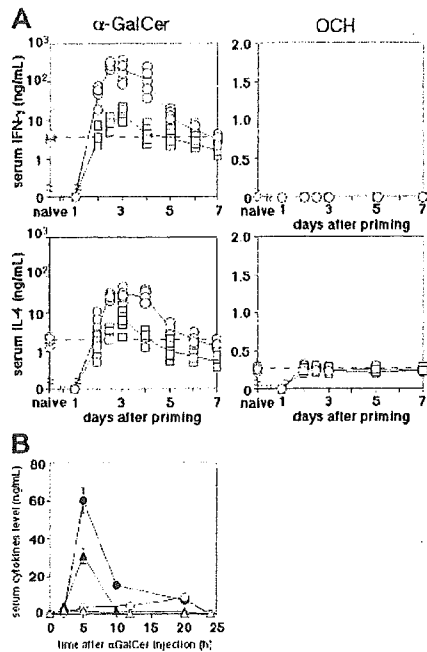 A
α-GalCer
OCH
serum IFN-γ (ng/mL)
10³
10²
10
1
0
naive 1 3 5 7
days after priming
2.0
1.5
1.0
0.5
0
naive 1 3 5 7
days after priming
serum IL-4 (ng/mL)
10³
10²
10
1
0
naive 1 3 5 7
days after priming
2.0
1.5
1.0
0.5
0
naive 1 3 5 7
days after priming
B
serum cytokines level (ng/mL)
80
60
40
20
0
0 5 10 15 20 25
time after αGalCer injection (h)